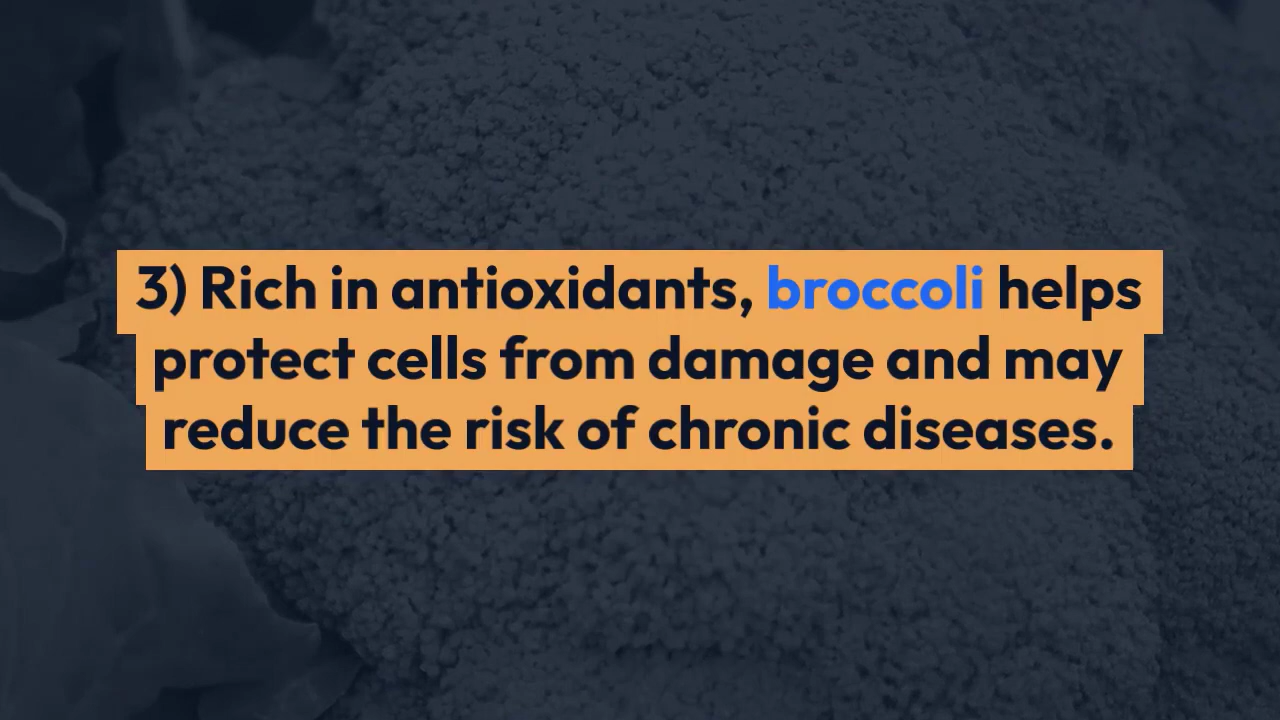 3) Rich in antioxidants, broccoli helps
protect cells from damage and may
reduce the risk of chronic diseases.